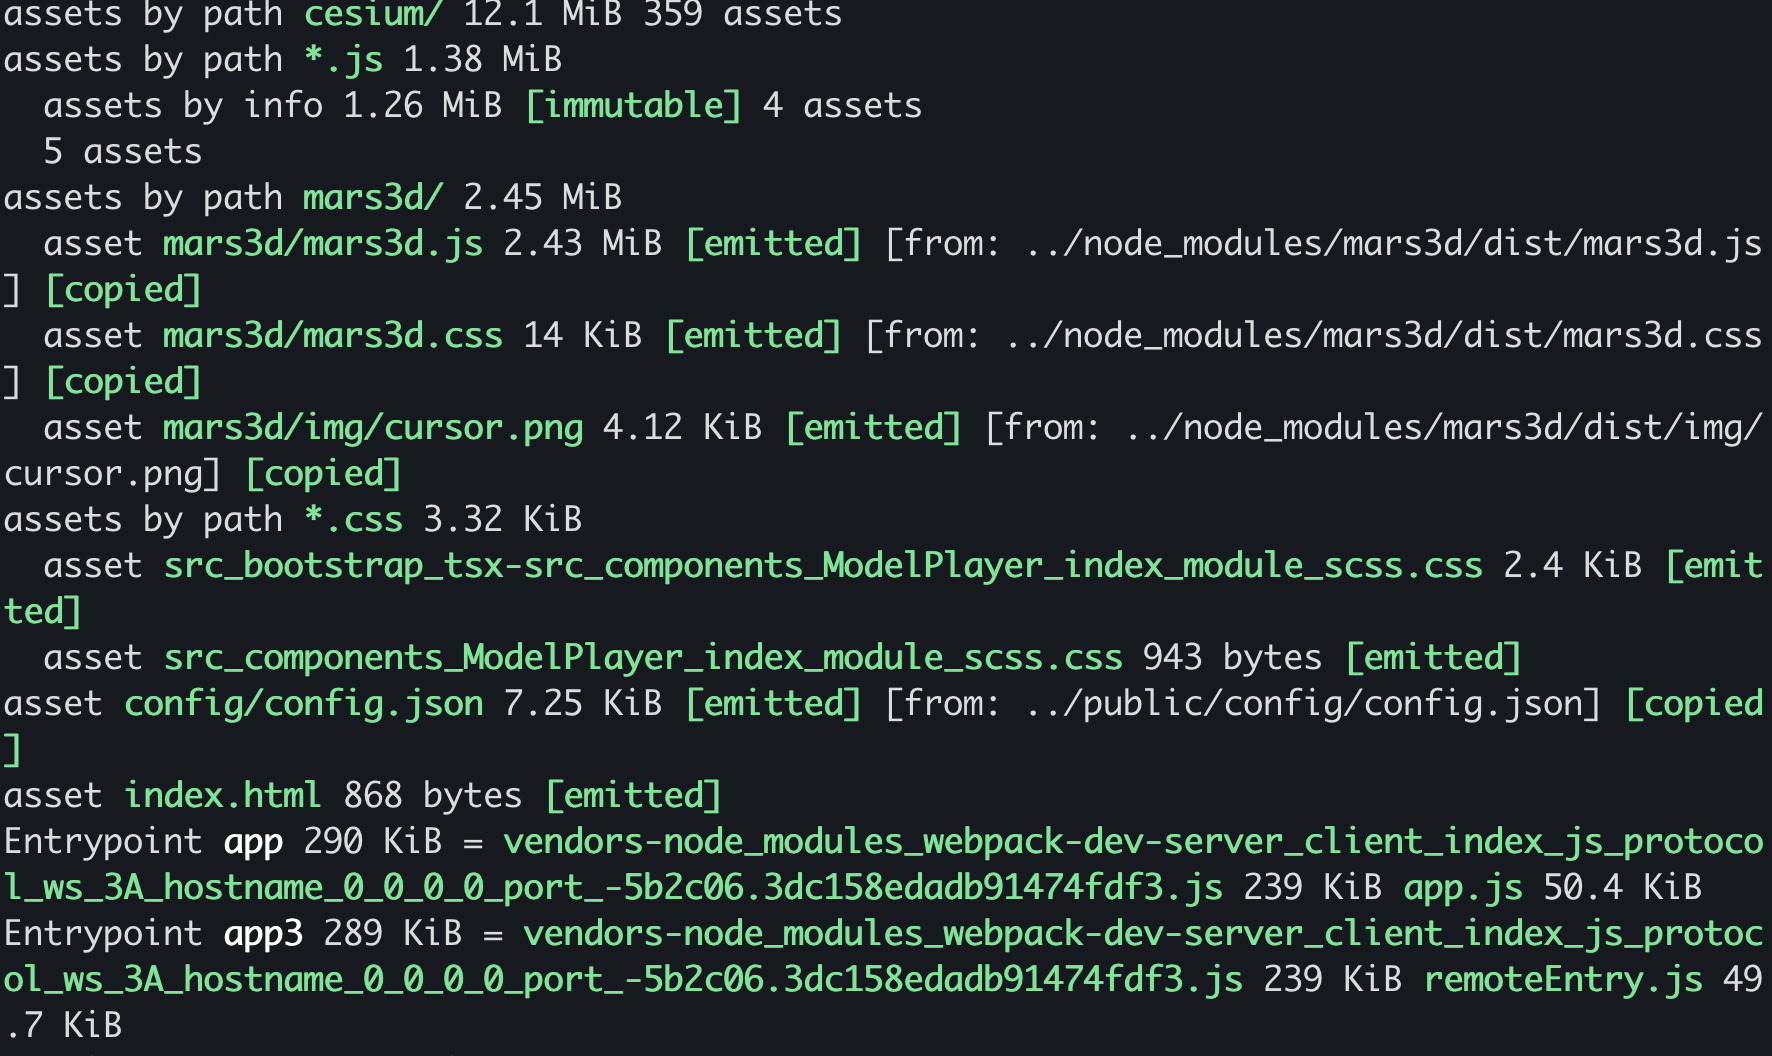 assets by path cesium/ 12.1 MiB 359 assets
assets by path *.js 1.38 MiB
  assets by info 1.26 MiB [immutable] 4 assets
  5 assets
assets by path mars3d/ 2.45 MiB
  asset mars3d/mars3d.js 2.43 MiB [emitted] [from: ../node_modules/mars3d/dist/mars3d.js
] [copied]
  asset mars3d/mars3d.css 14 KiB [emitted] [from: ../node_modules/mars3d/dist/mars3d.css
] [copied]
  asset mars3d/img/cursor.png 4.12 KiB [emitted] [from: ../node_modules/mars3d/dist/img/
cursor.png] [copied]
assets by path *.css 3.32 KiB
  asset src_bootstrap_tsx-src_components_ModelPlayer_index_module_scss.css 2.4 KiB [emit
ted]
  asset src_components_ModelPlayer_index_module_scss.css 943 bytes [emitted]
asset config/config.json 7.25 KiB [emitted] [from: ../public/config/config.json] [copied
]
asset index.html 868 bytes [emitted]
Entrypoint app 290 KiB = vendors-node_modules_webpack-dev-server_client_index_js_protoco
l_ws_3A_hostname_0_0_0_0_port_-5b2c06.3dc158edadb91474fdf3.js 239 KiB app.js 50.4 KiB
Entrypoint app3 289 KiB = vendors-node_modules_webpack-dev-server_client_index_js_protoc
ol_ws_3A_hostname_0_0_0_0_port_-5b2c06.3dc158edadb91474fdf3.js 239 KiB remoteEntry.js 49
.7 KiB